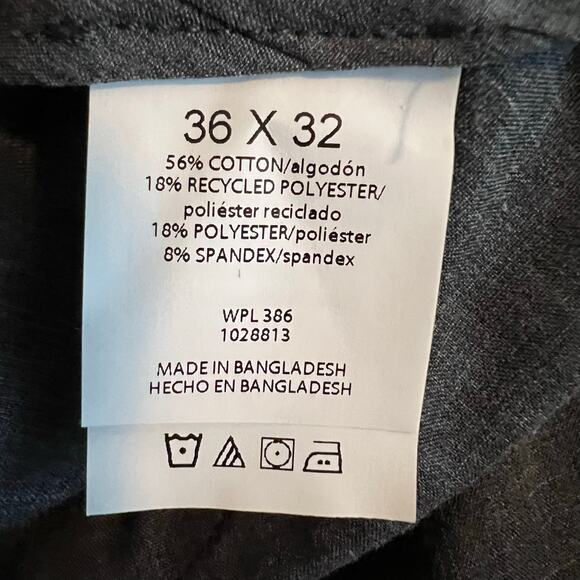 36 X 32
56% COTTON/algodón
18% RECYCLED POLYESTER/
poliéster reciclado
18% POLYESTER/poliéster
8% SPANDEX/spandex
WPL 386
1028813
MADE IN BANGLADESH
HECHO EN BANGLADESH